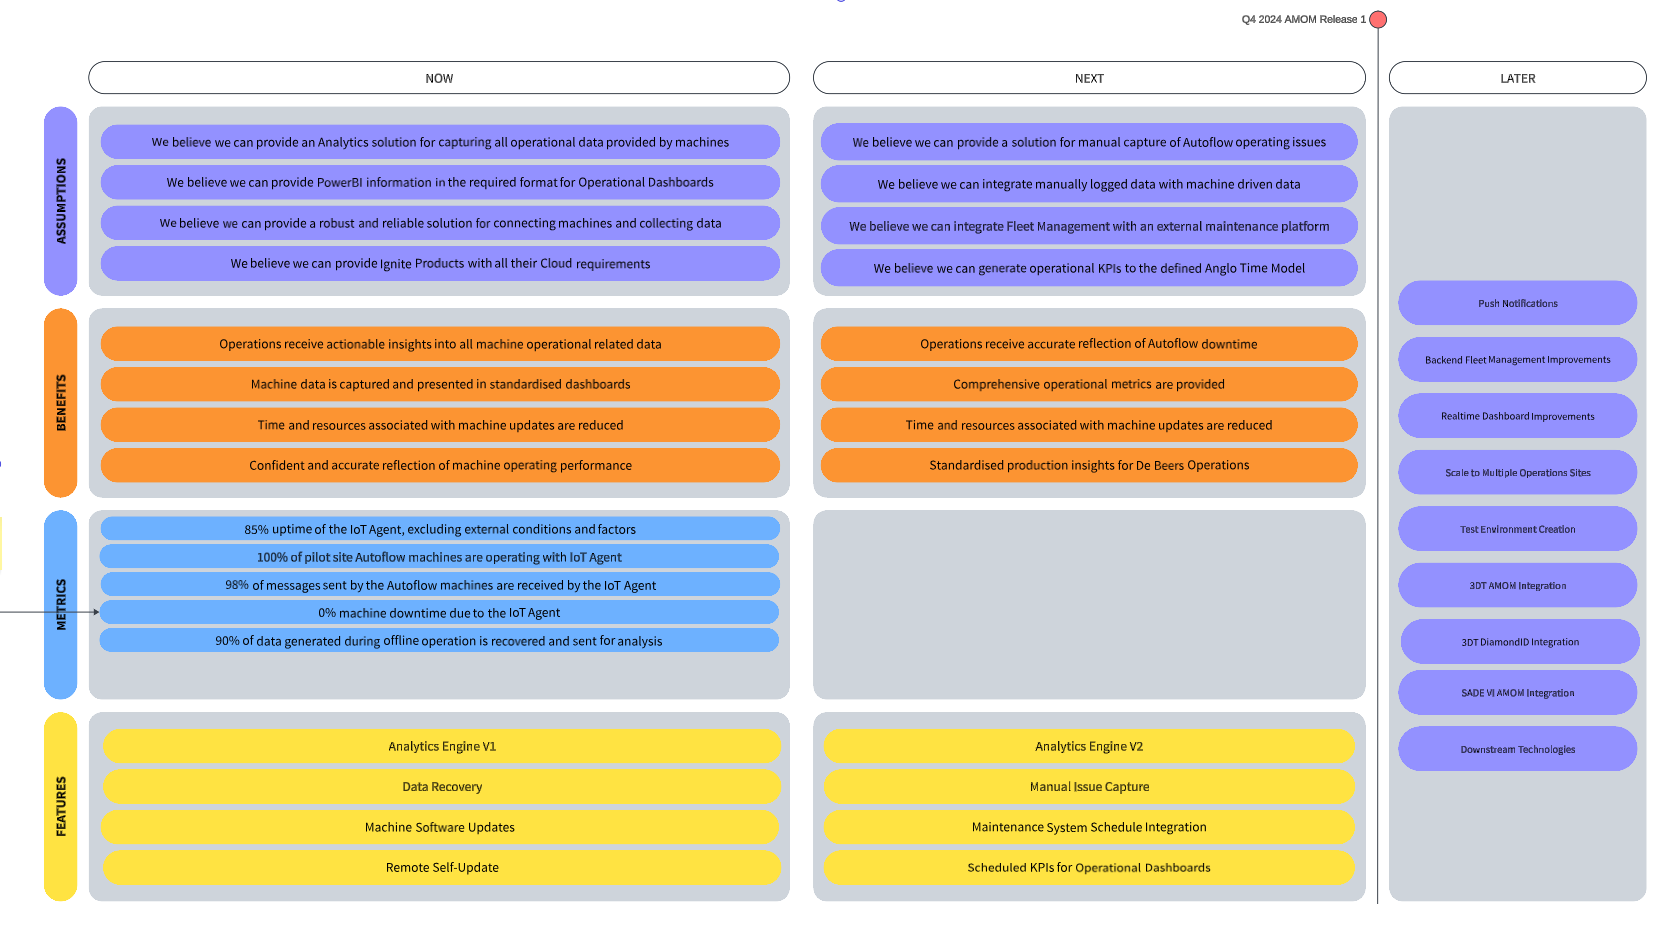 Q4 2024 AMOM Release 1
NOW
NEXT
LATER
ASSUMPTIONS
We believe we can provide an Analytics solution for capturing all operational data provided by machines
We believe we can provide PowerBI information in the required format for Operational Dashboards
We believe we can provide a robust and reliable solution for connecting machines and collecting data
We believe we can provide Ignite Products with all their Cloud requirements
We believe we can provide a solution for manual capture of Autoflow operating issues
We believe we can integrate manually logged data with machine driven data
We believe we can integrate Fleet Management with an external maintenance platform
We believe we can generate operational KPIs to the defined Anglo Time Model
BENEFITS
Operations receive actionable insights into all machine operational related data
Machine data is captured and presented in standardised dashboards
Time and resources associated with machine updates are reduced
Confident and accurate reflection of machine operating performance
Operations receive accurate reflection of Autoflow downtime
Comprehensive operational metrics are provided
Time and resources associated with machine updates are reduced
Standardised production insights for De Beers Operations
METRICS
85% uptime of the IoT Agent, excluding external conditions and factors
100% of pilot site Autoflow machines are operating with IoT Agent
98% of messages sent by the Autoflow machines are received by the IoT Agent
0% machine downtime due to the IoT Agent
90% of data generated during offline operation is recovered and sent for analysis
FEATURES
Analytics Engine V1
Data Recovery
Machine Software Updates
Remote Self-Update
Analytics Engine V2
Manual Issue Capture
Maintenance System Schedule Integration
Scheduled KPIs for Operational Dashboards
Push Notifications
Backend Fleet Management Improvements
Realtime Dashboard Improvements
Scale to Multiple Operations Sites
Test Environment Creation
3DT AMOM Integration
3DT DiamondID Integration
SADE VI AMOM Integration
Downstream Technologies